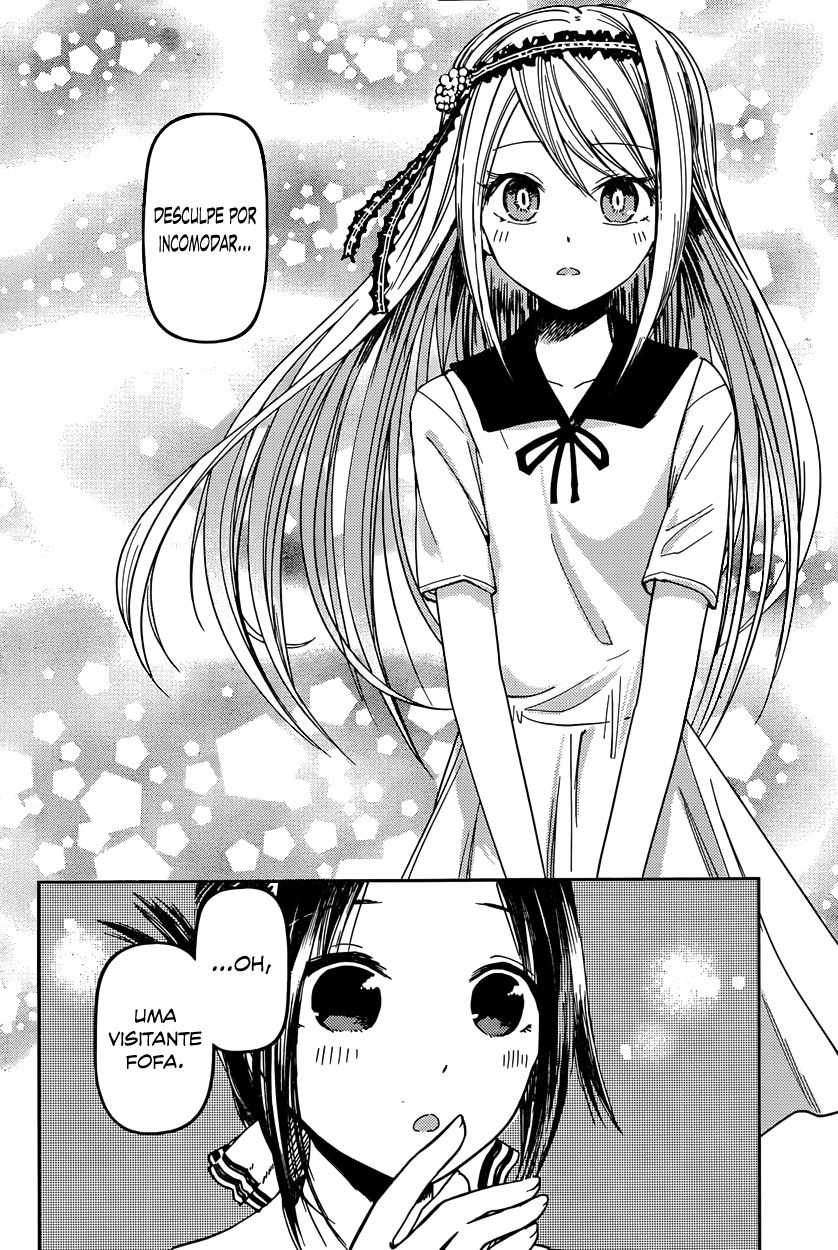 DESCULPE POR
INCOMODAR...
...OH,
UMA
VISITANTE
FOFA.